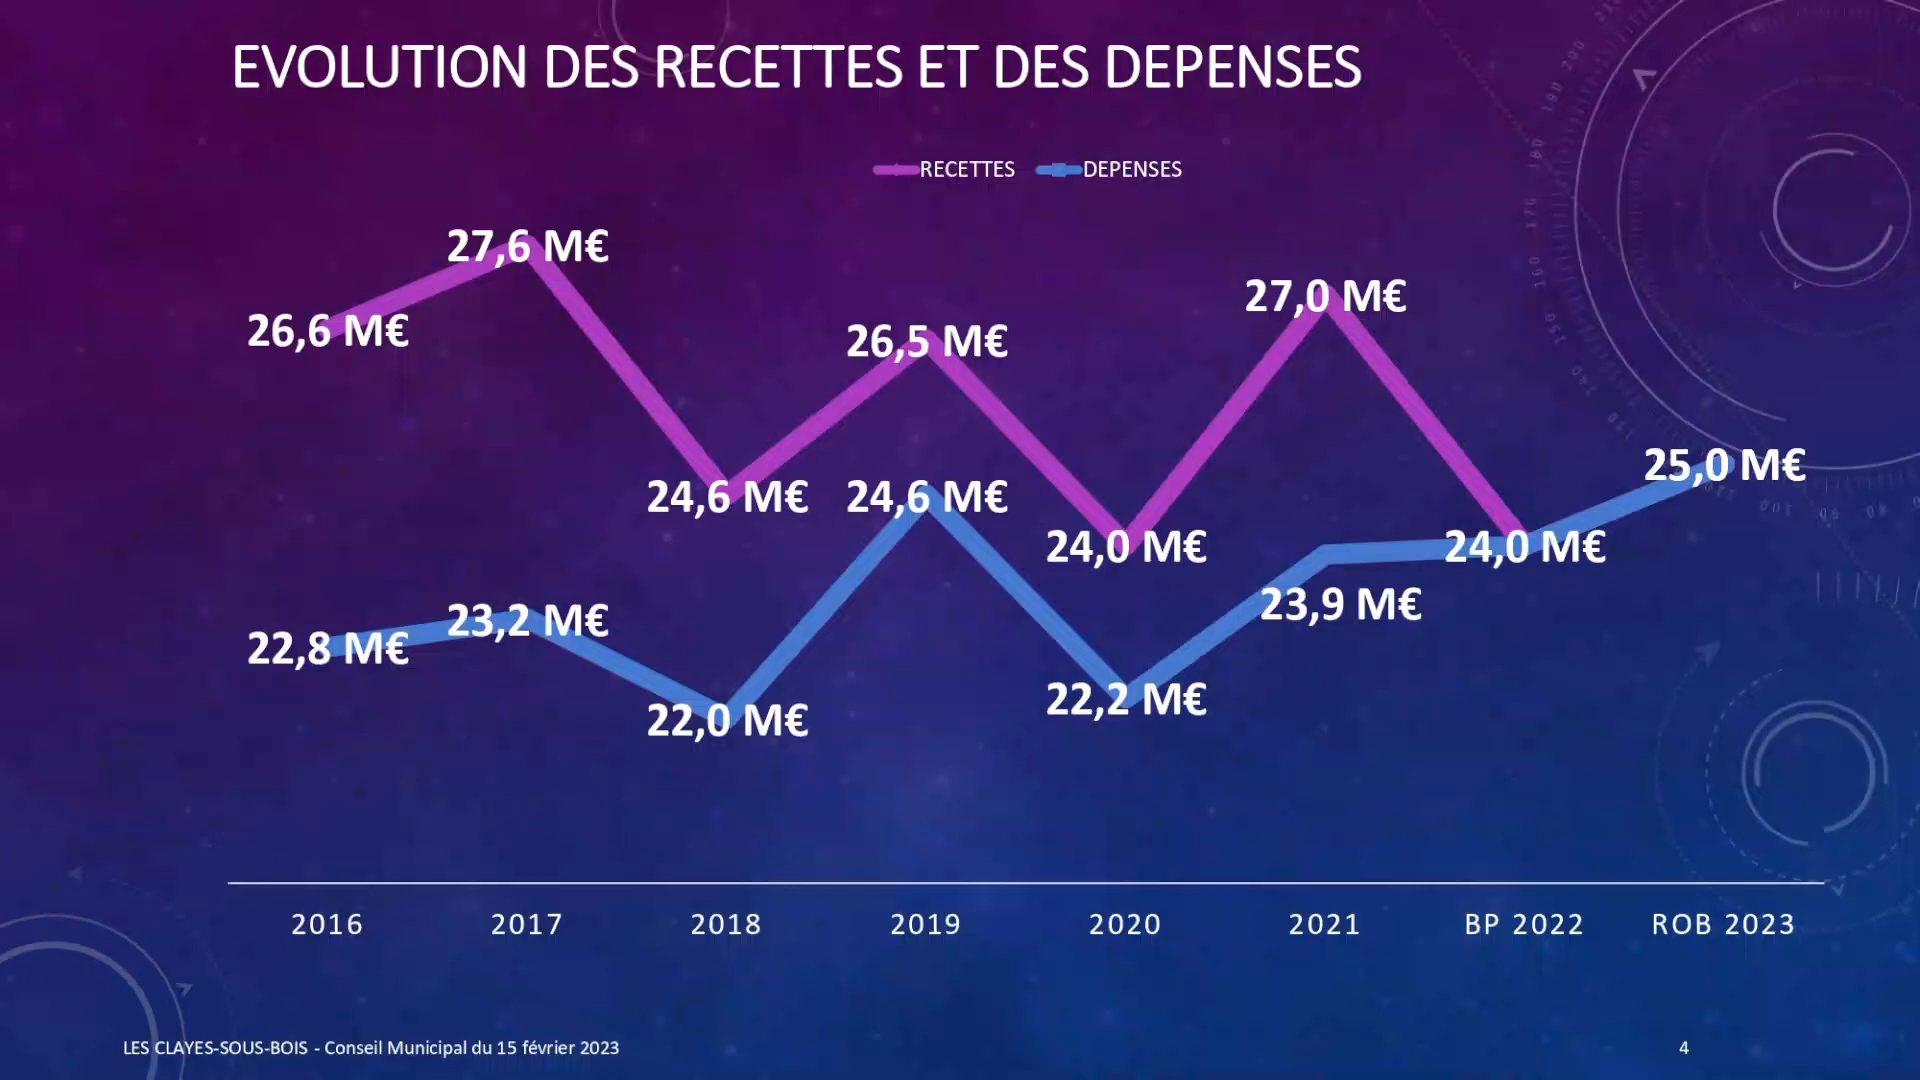 EVOLUTION DES RECETTES ET DES DEPENSES
RECETTES DEPENSES
27,6 M€
27,0 M€
26,6 M€
26,5 M€
25,0 M€
24,6 M€ 24,6 M€
24,0 M€ 24,0 M€
23,9 M€
23,2 M€
22,8 M€
22,2 M€
22,0 M€
2016 2017 2018 2019 2020 2021 BP 2022 ROB 2023
LES CLAYES-SOUS-BOIS - Conseil Municipal du 15 février 2023 4